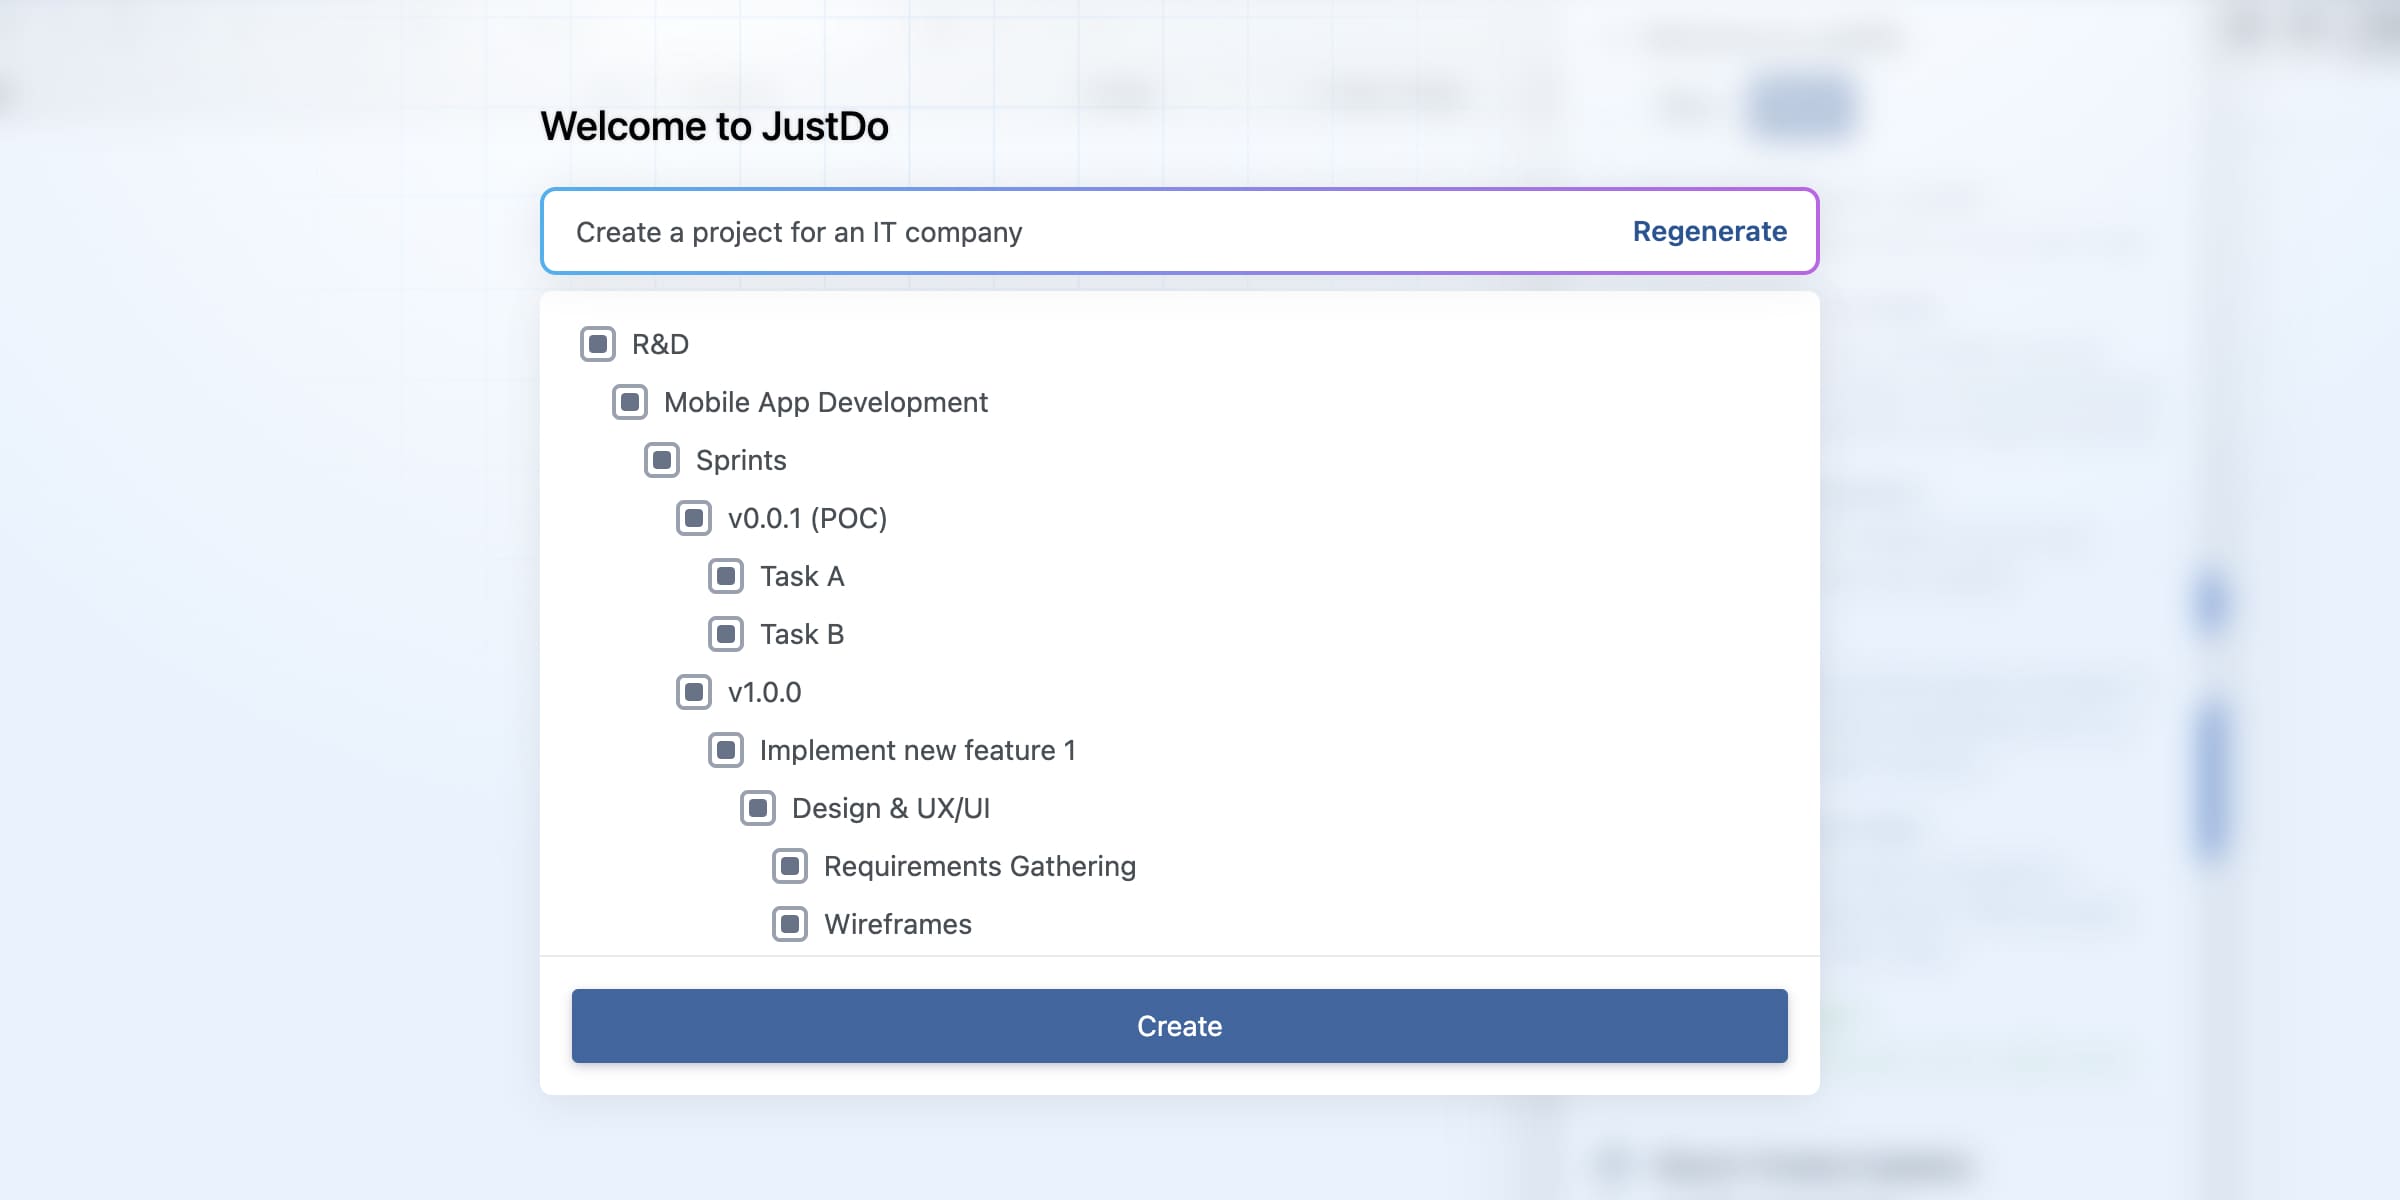 Welcome to JustDo
Create a project for an IT company
Regenerate
R&D
Mobile App Development
Sprints
v0.0.1 (POC)
Task A
Task B
v1.0.0
Implement new feature 1
Design & UX/UI
Requirements Gathering
Wireframes
Create